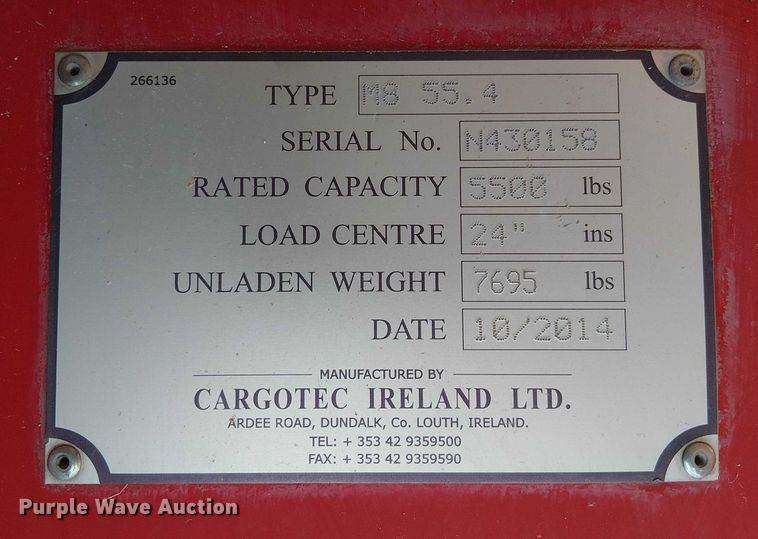 266136
TYPE M8 55.4
SERIAL No. N430158
RATED CAPACITY 5500 lbs
LOAD CENTRE 24" ins
UNLADEN WEIGHT 7695 lbs
DATE 10/2014
MANUFACTURED BY
CARGOTEC IRELAND LTD.
ARDEE ROAD, DUNDALK, Co. LOUTH, IRELAND.
TEL: + 353 42 9359500
FAX: + 353 42 9359590
Purple Wave Auction